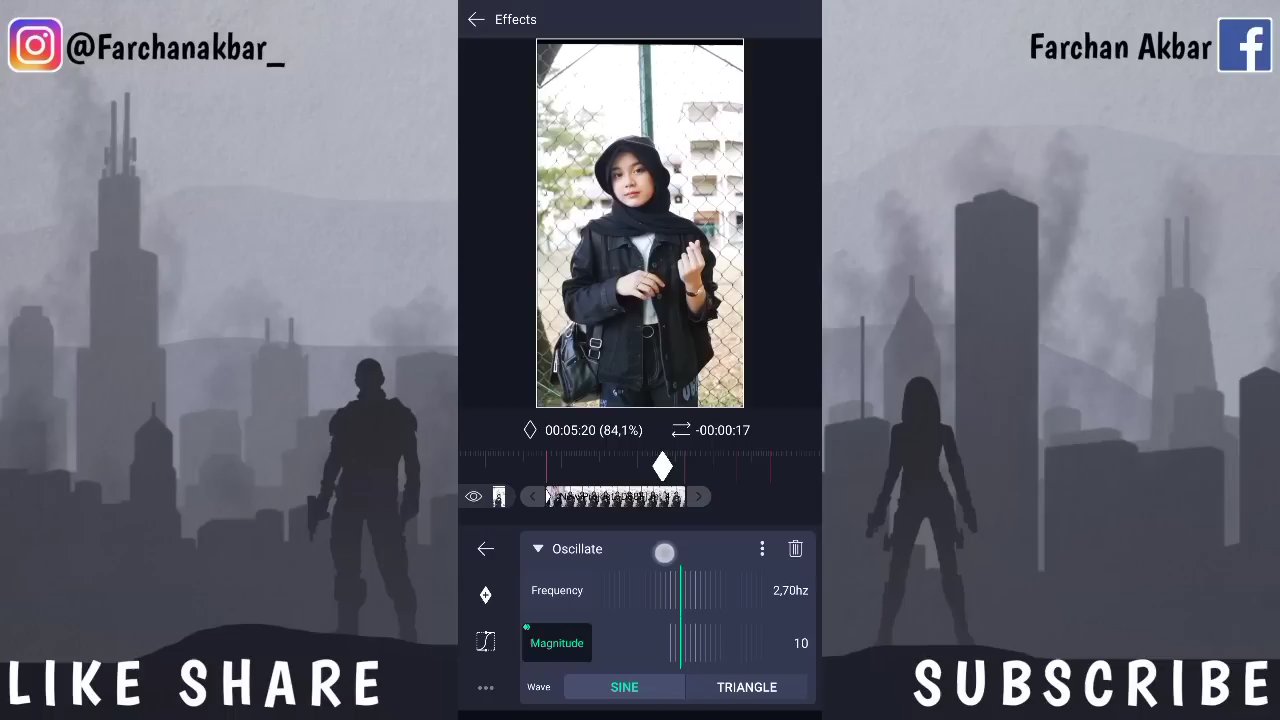 @Farchanakbar_
Effects
Farchan Akbar
00:05:20 (84,1%)
-00:00:17
Oscillate
Frequency
2,70hz
Magnitude
10
Wave
SINE
TRIANGLE
LIKE SHARE
SUBSCRIBE